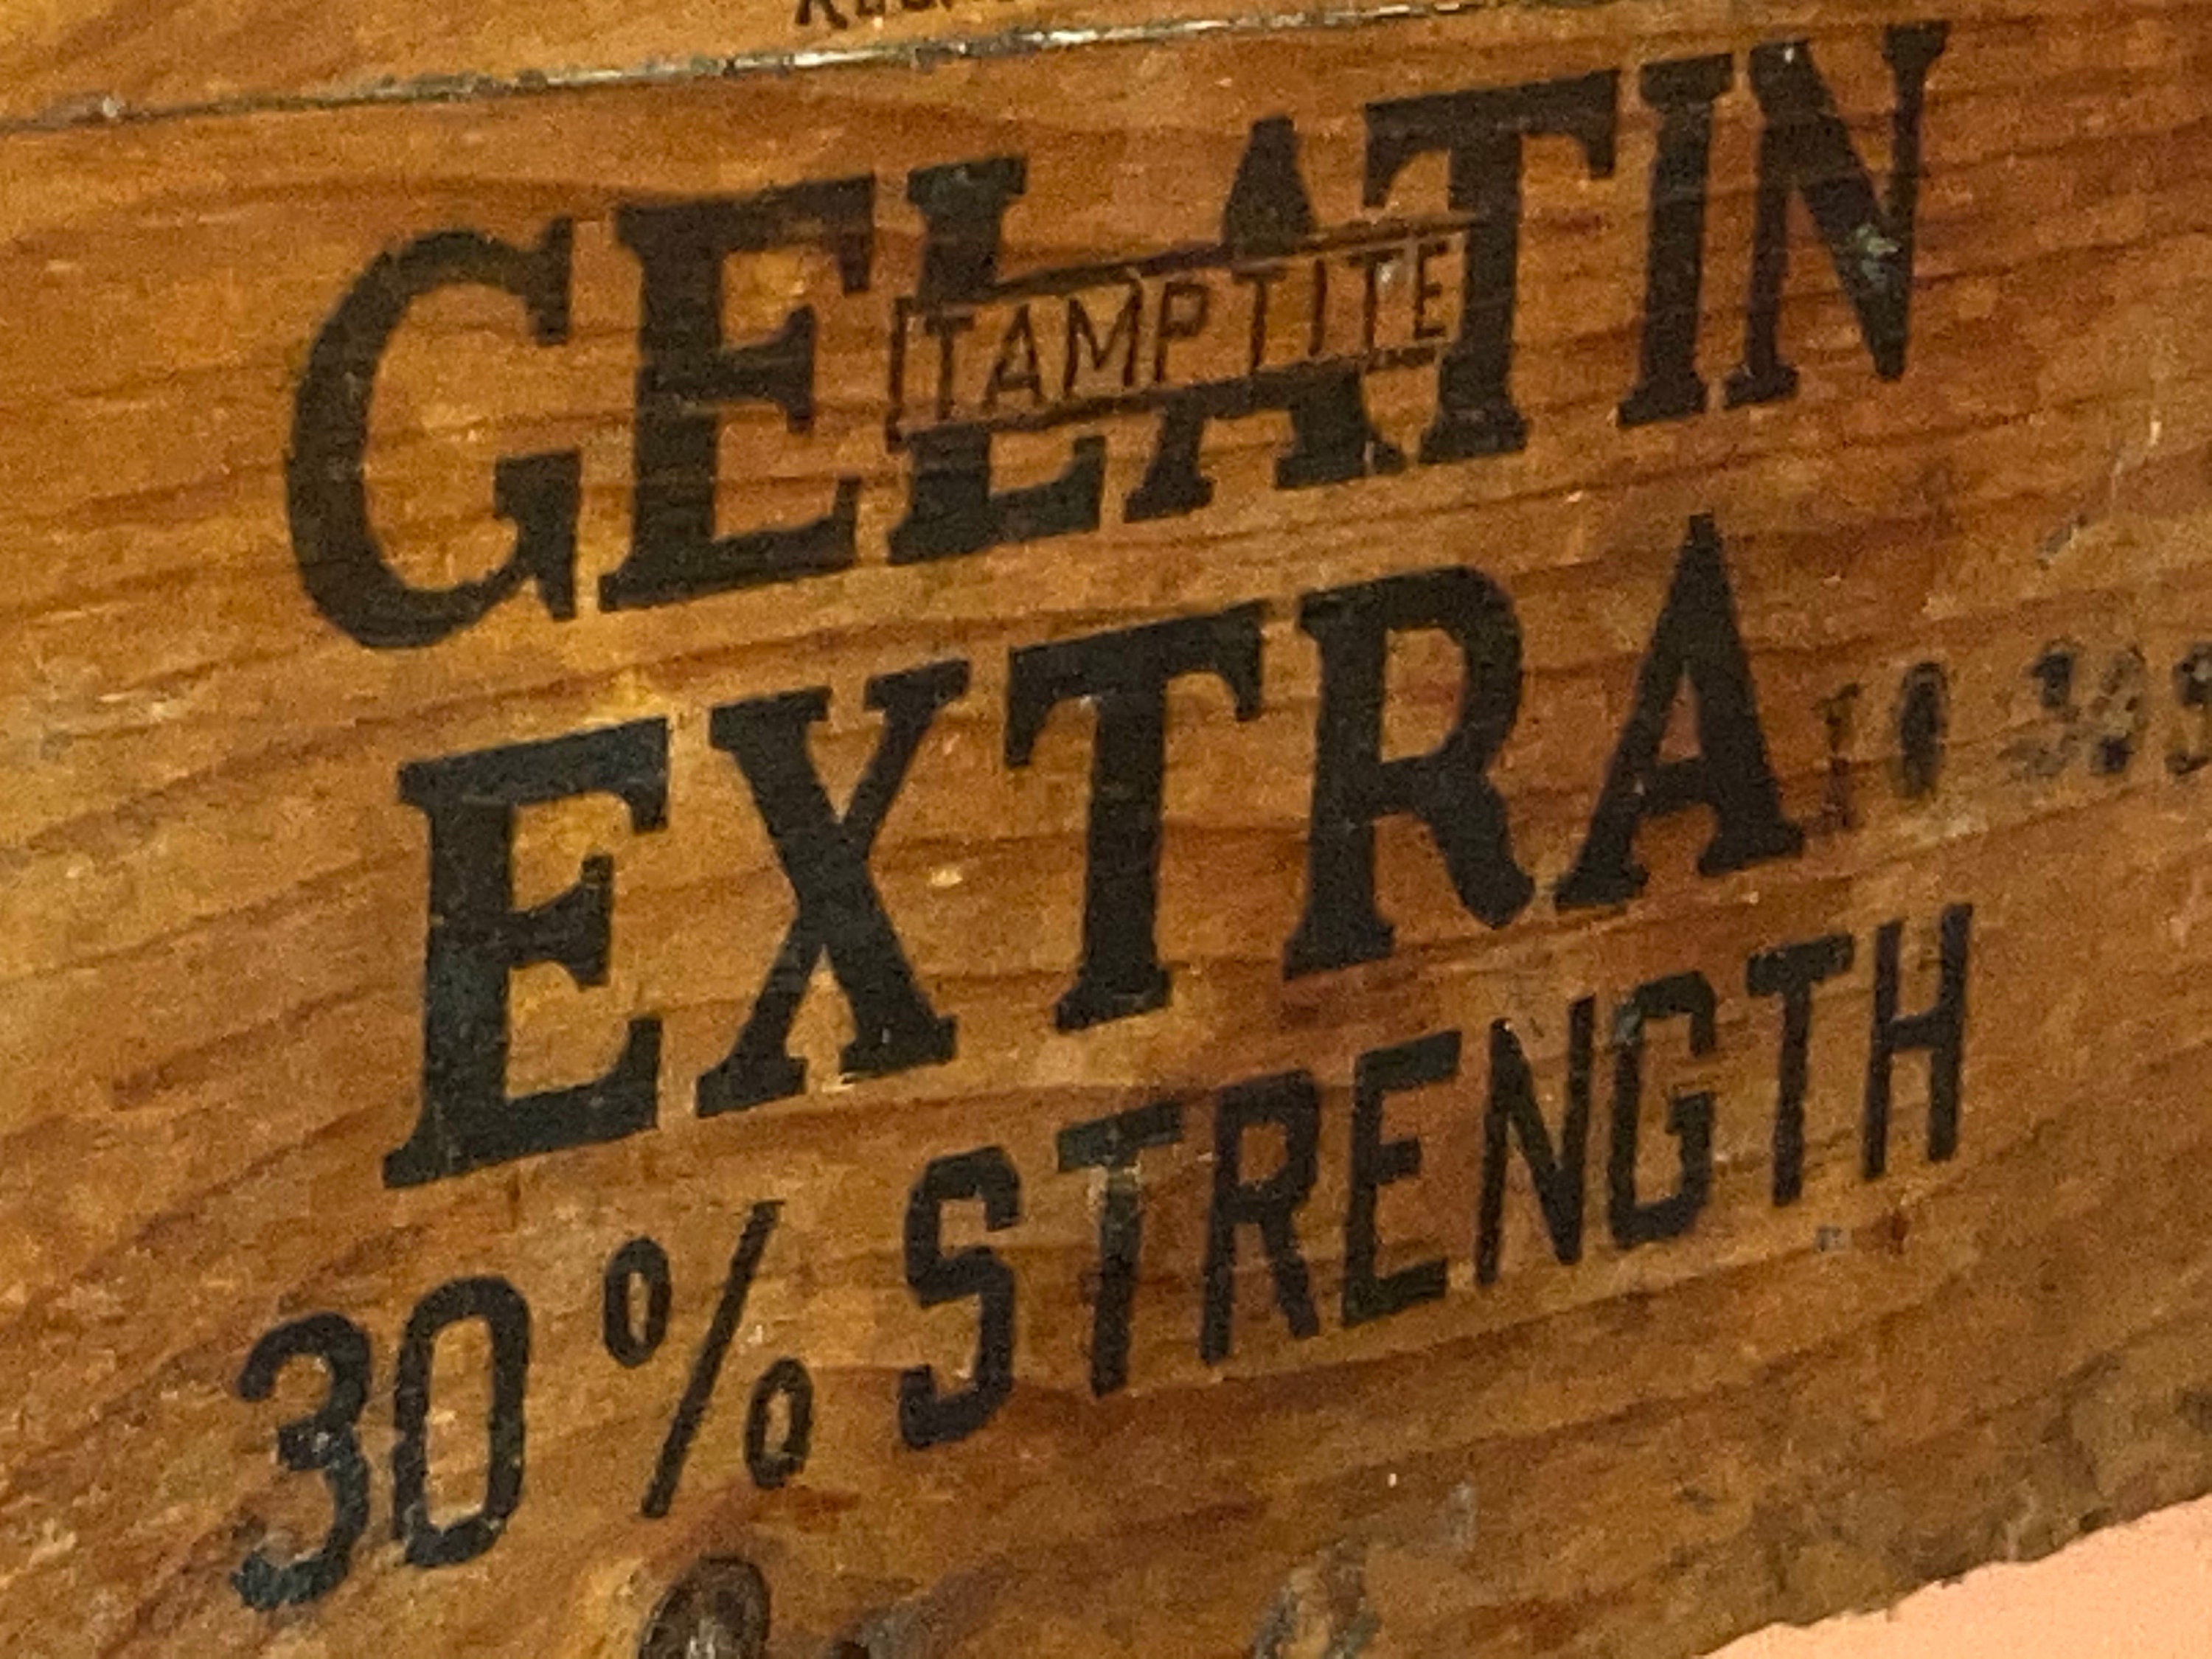 GELATIN
TAMPTITE
EXTRA
30% STRENGTH